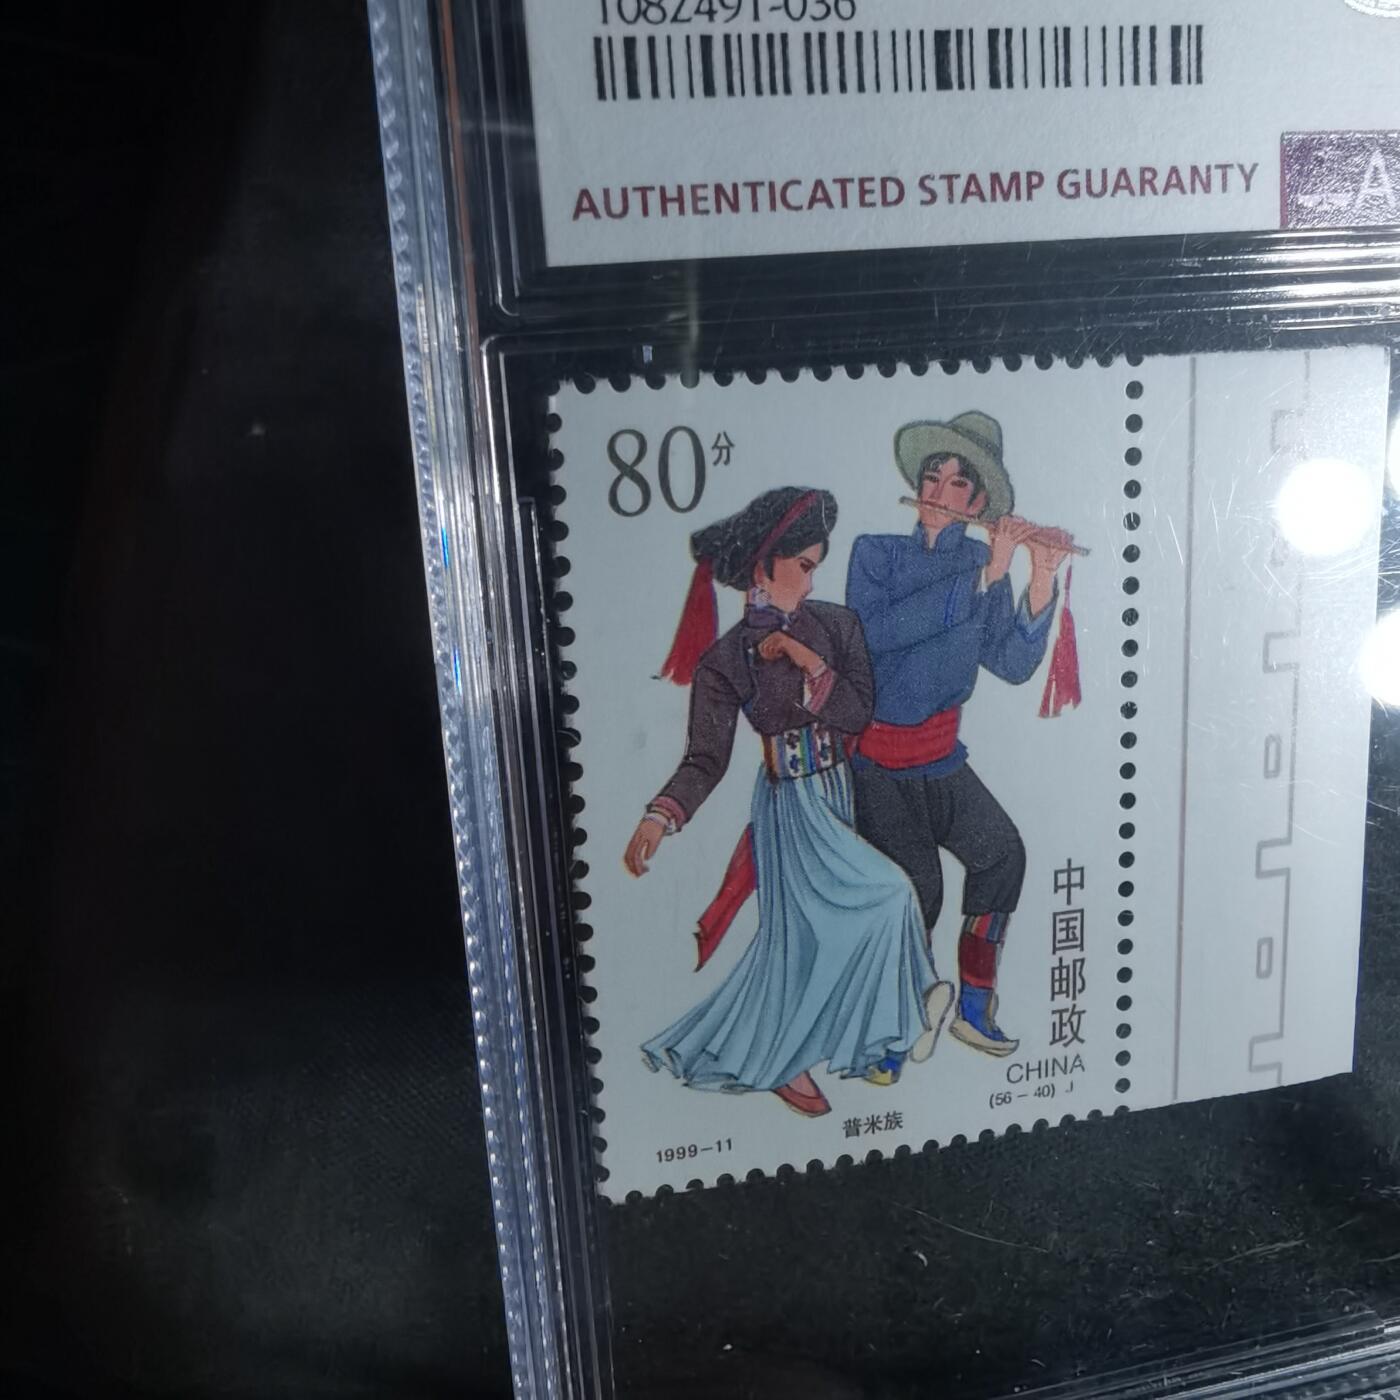 1082491-036
AUTHENTICATED STAMP GUARANTY
A
80分
中国邮政
CHINA
(56-40) J
普米族
1999-11